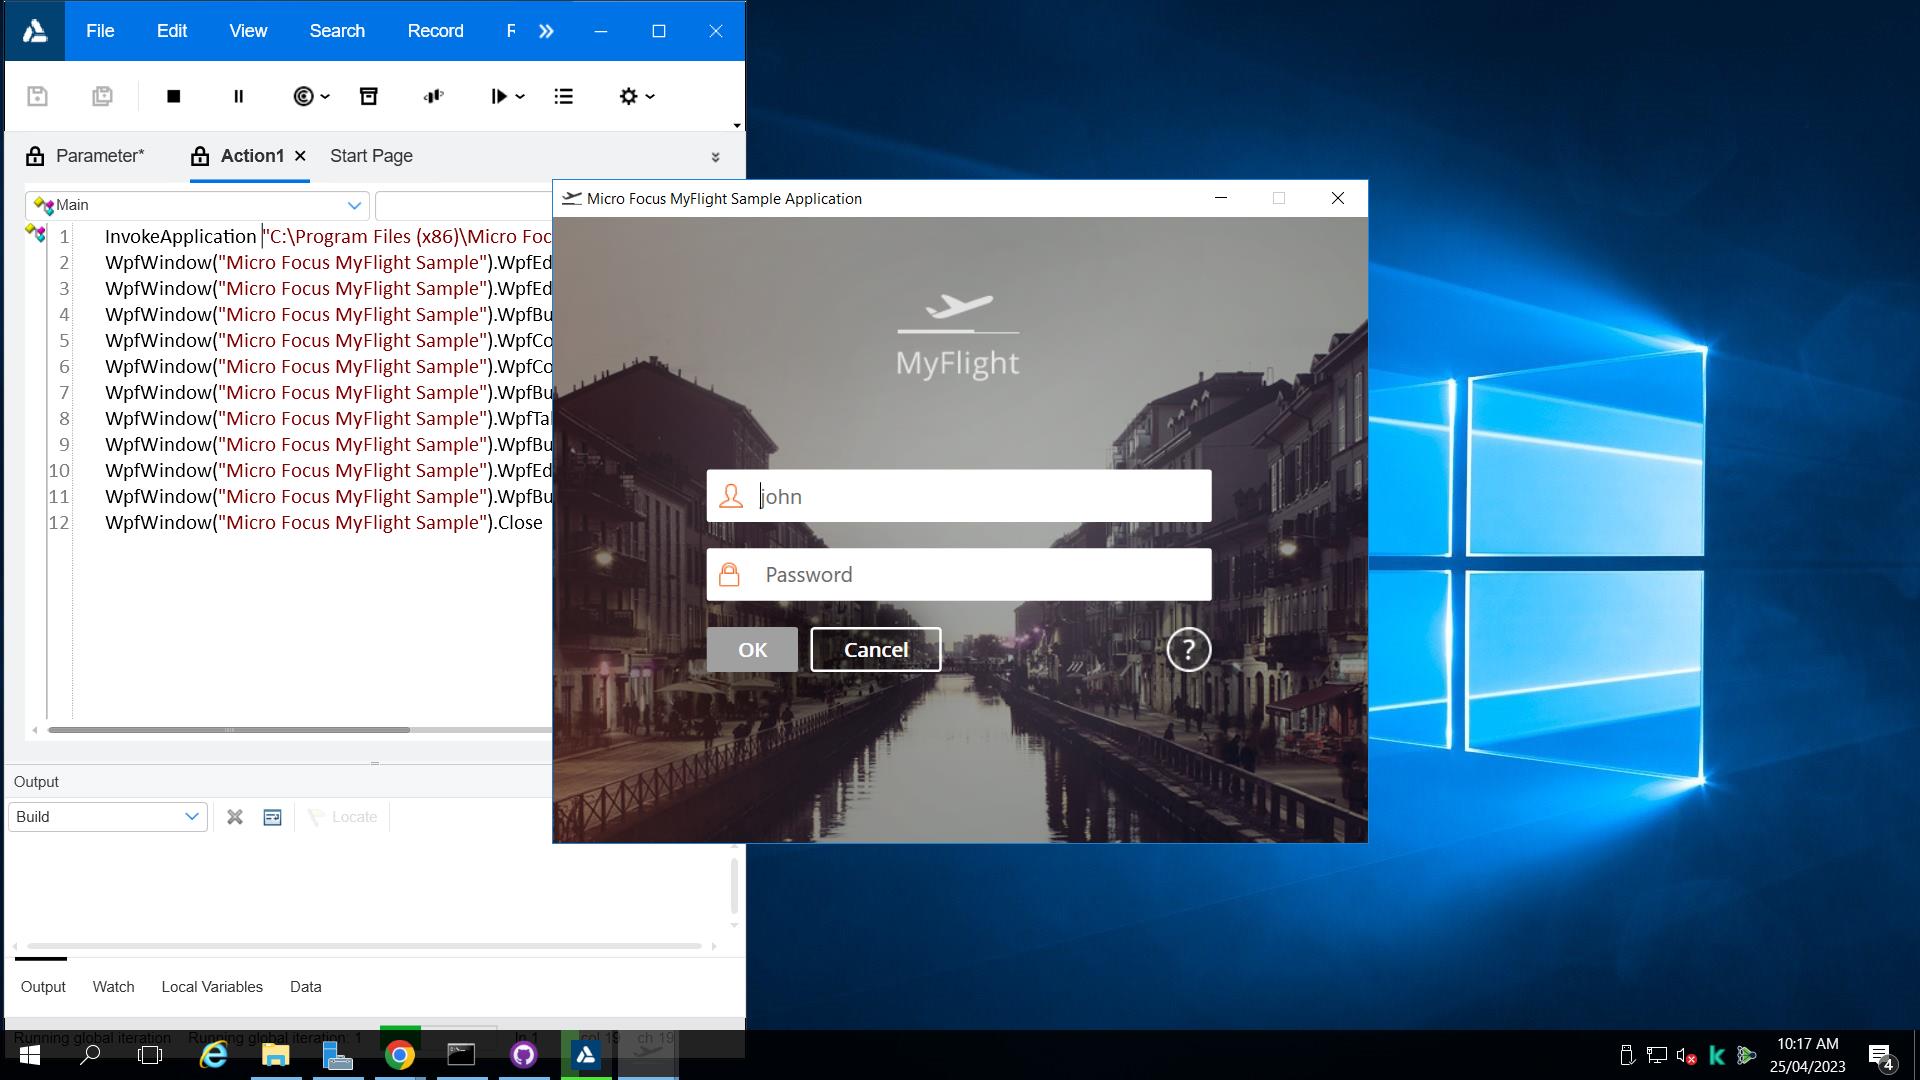 File Edit View Search Record
Parameter* Action1 Start Page
Main
1 InvokeApplication "C:\Program Files (x86)\Micro Foc
2 WpfWindow("Micro Focus MyFlight Sample").WpfEd
3 WpfWindow("Micro Focus MyFlight Sample").WpfEd
4 WpfWindow("Micro Focus MyFlight Sample").WpfBu
5 WpfWindow("Micro Focus MyFlight Sample").WpfCo
6 WpfWindow("Micro Focus MyFlight Sample").WpfCo
7 WpfWindow("Micro Focus MyFlight Sample").WpfBu
8 WpfWindow("Micro Focus MyFlight Sample").WpfTa
9 WpfWindow("Micro Focus MyFlight Sample").WpfBu
10 WpfWindow("Micro Focus MyFlight Sample").WpfEd
11 WpfWindow("Micro Focus MyFlight Sample").WpfBu
12 WpfWindow("Micro Focus MyFlight Sample").Close
Micro Focus MyFlight Sample Application
MyFlight
john
Password
OK Cancel ?
Output
Build Locate
Output Watch Local Variables Data
Running global iteration Running global iteration: 1 ln 1 col 19 ch 19
10:17 AM
25/04/2023
4